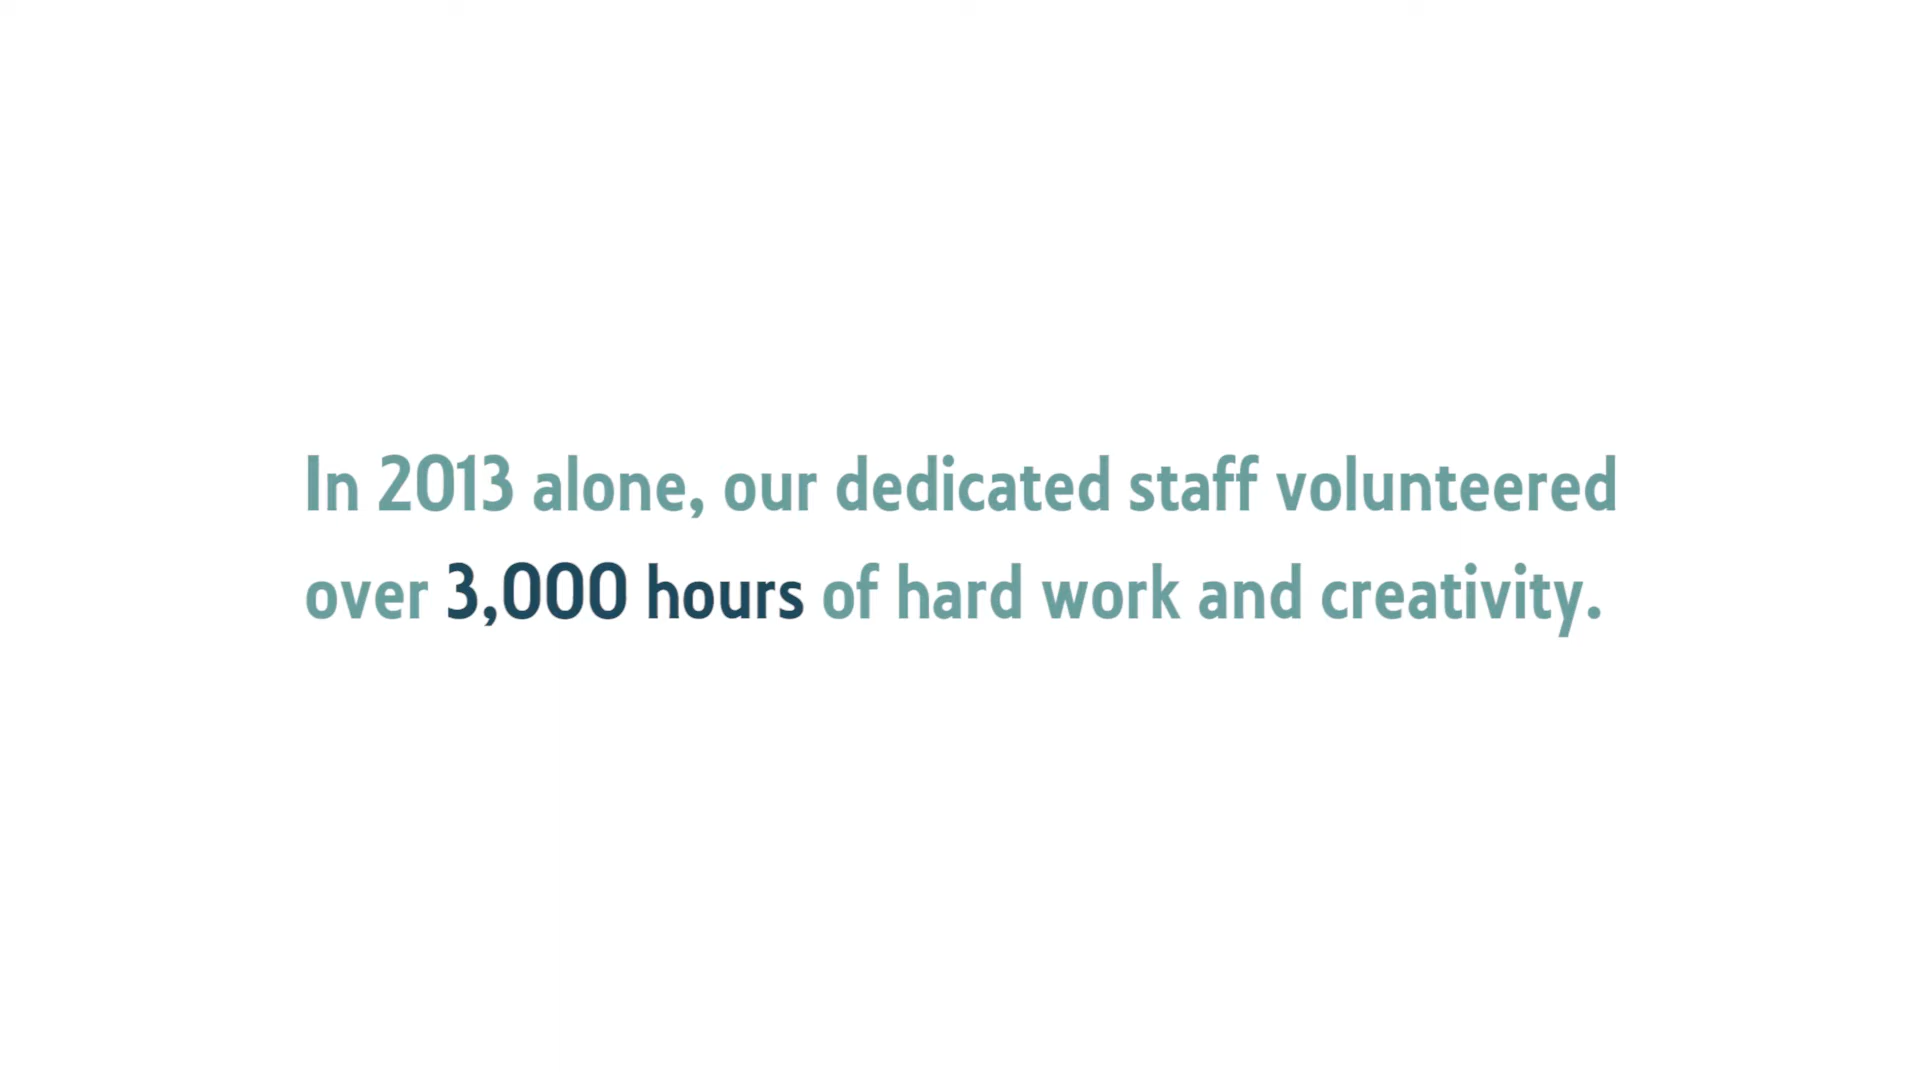 In 2013 alone, our dedicated staff volunteered
over 3,000 hours of hard work and creativity.